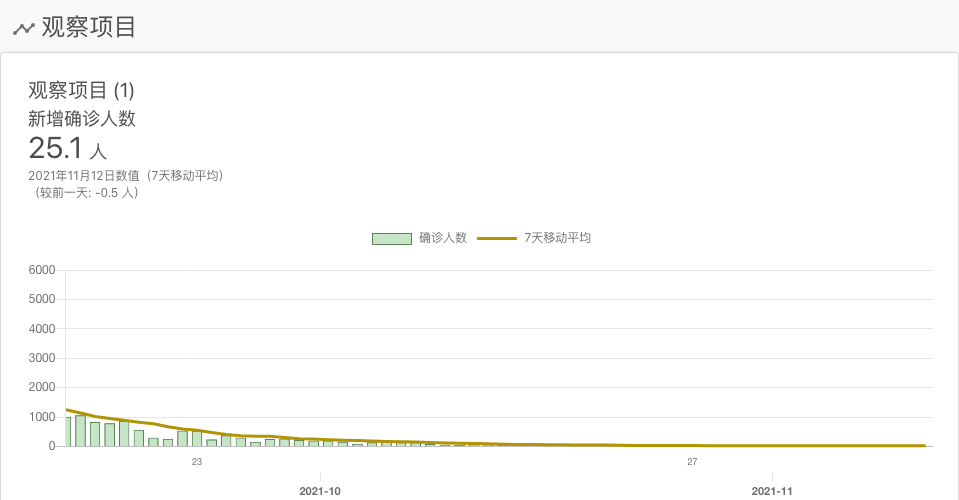 观察项目
观察项目 (1)
新增确诊人数
25.1 人
2021年11月12日数值（7天移动平均）
（较前一天: -0.5 人）
确诊人数 7天移动平均
6000
5000
4000
3000
2000
1000
0
23 27
2021-10 2021-11